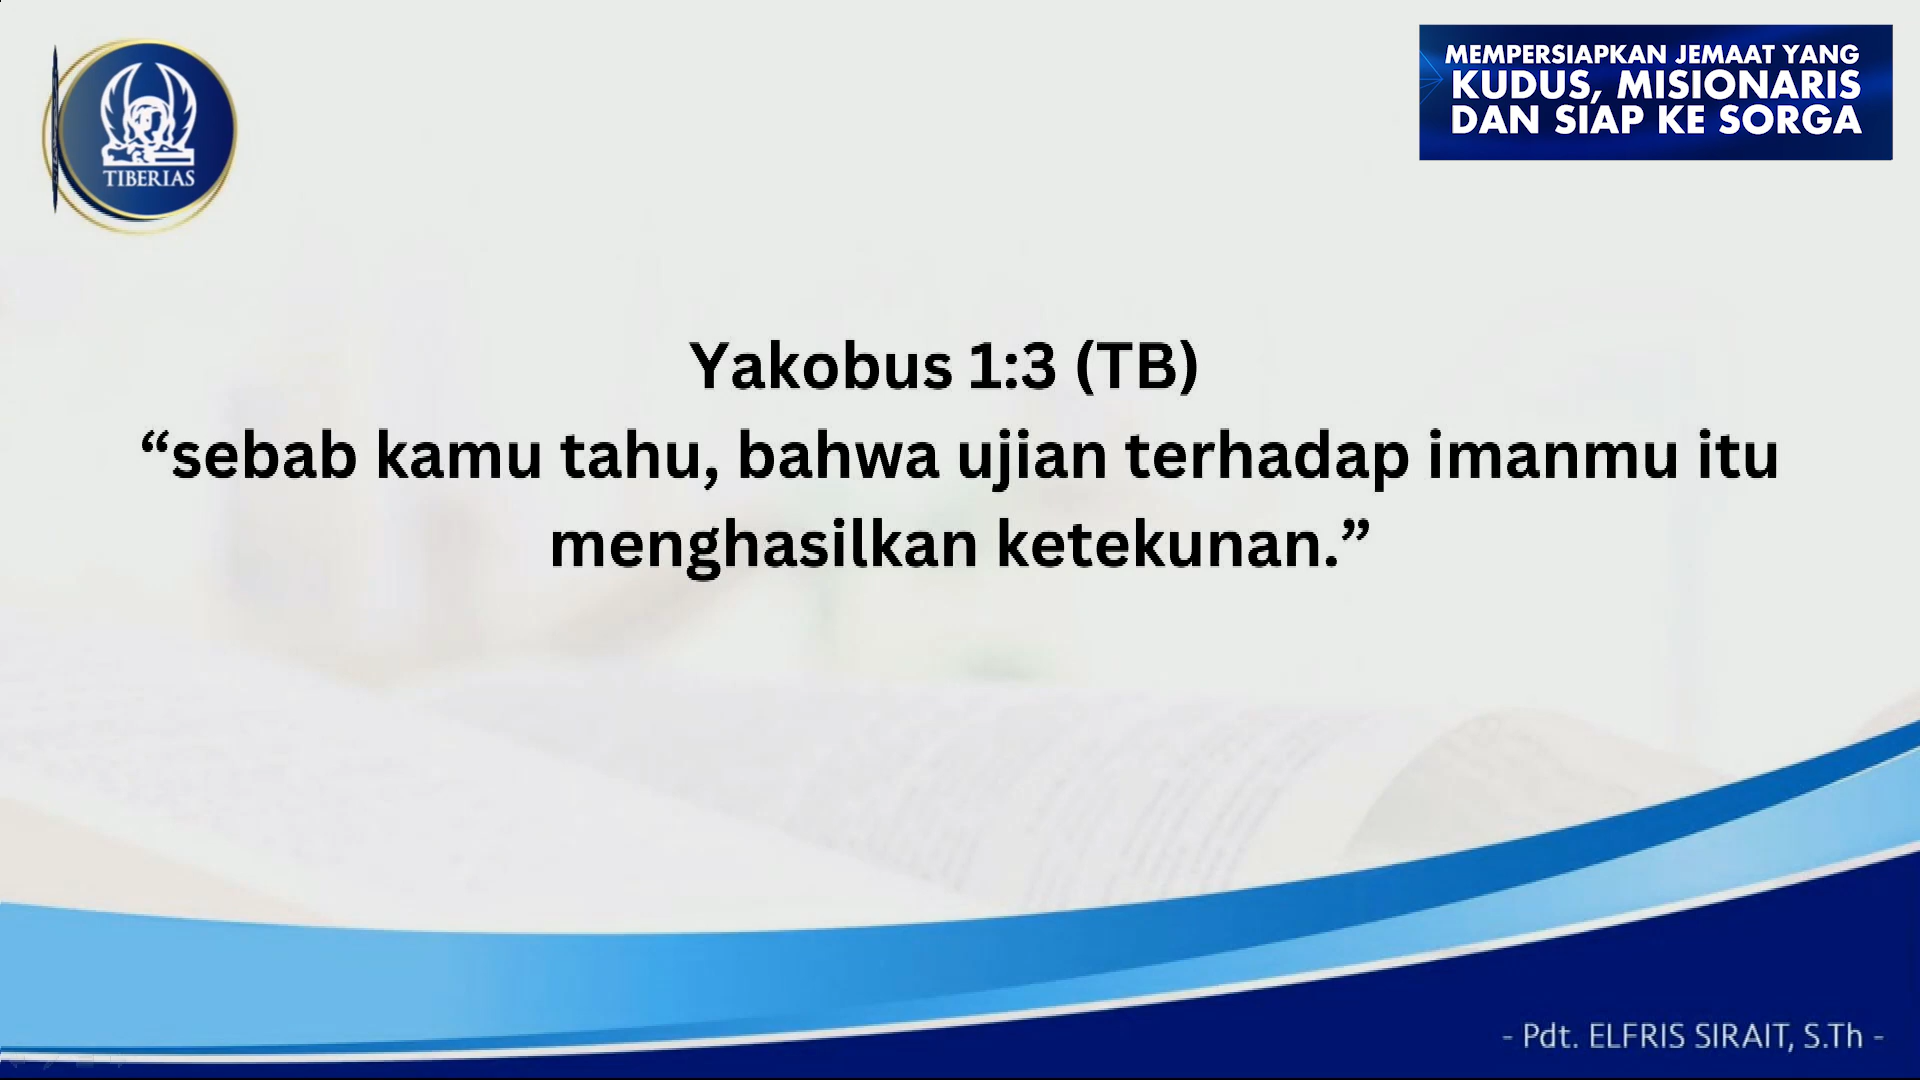 TIBERIAS
MEMPERSIAPKAN JEMAAT YANG
KUDUS, MISIONARIS
DAN SIAP KE SORGA
Yakobus 1:3 (TB)
“sebab kamu tahu, bahwa ujian terhadap imanmu itu
menghasilkan ketekunan.”
- Pdt. ELFRIS SIRAIT, S.Th -